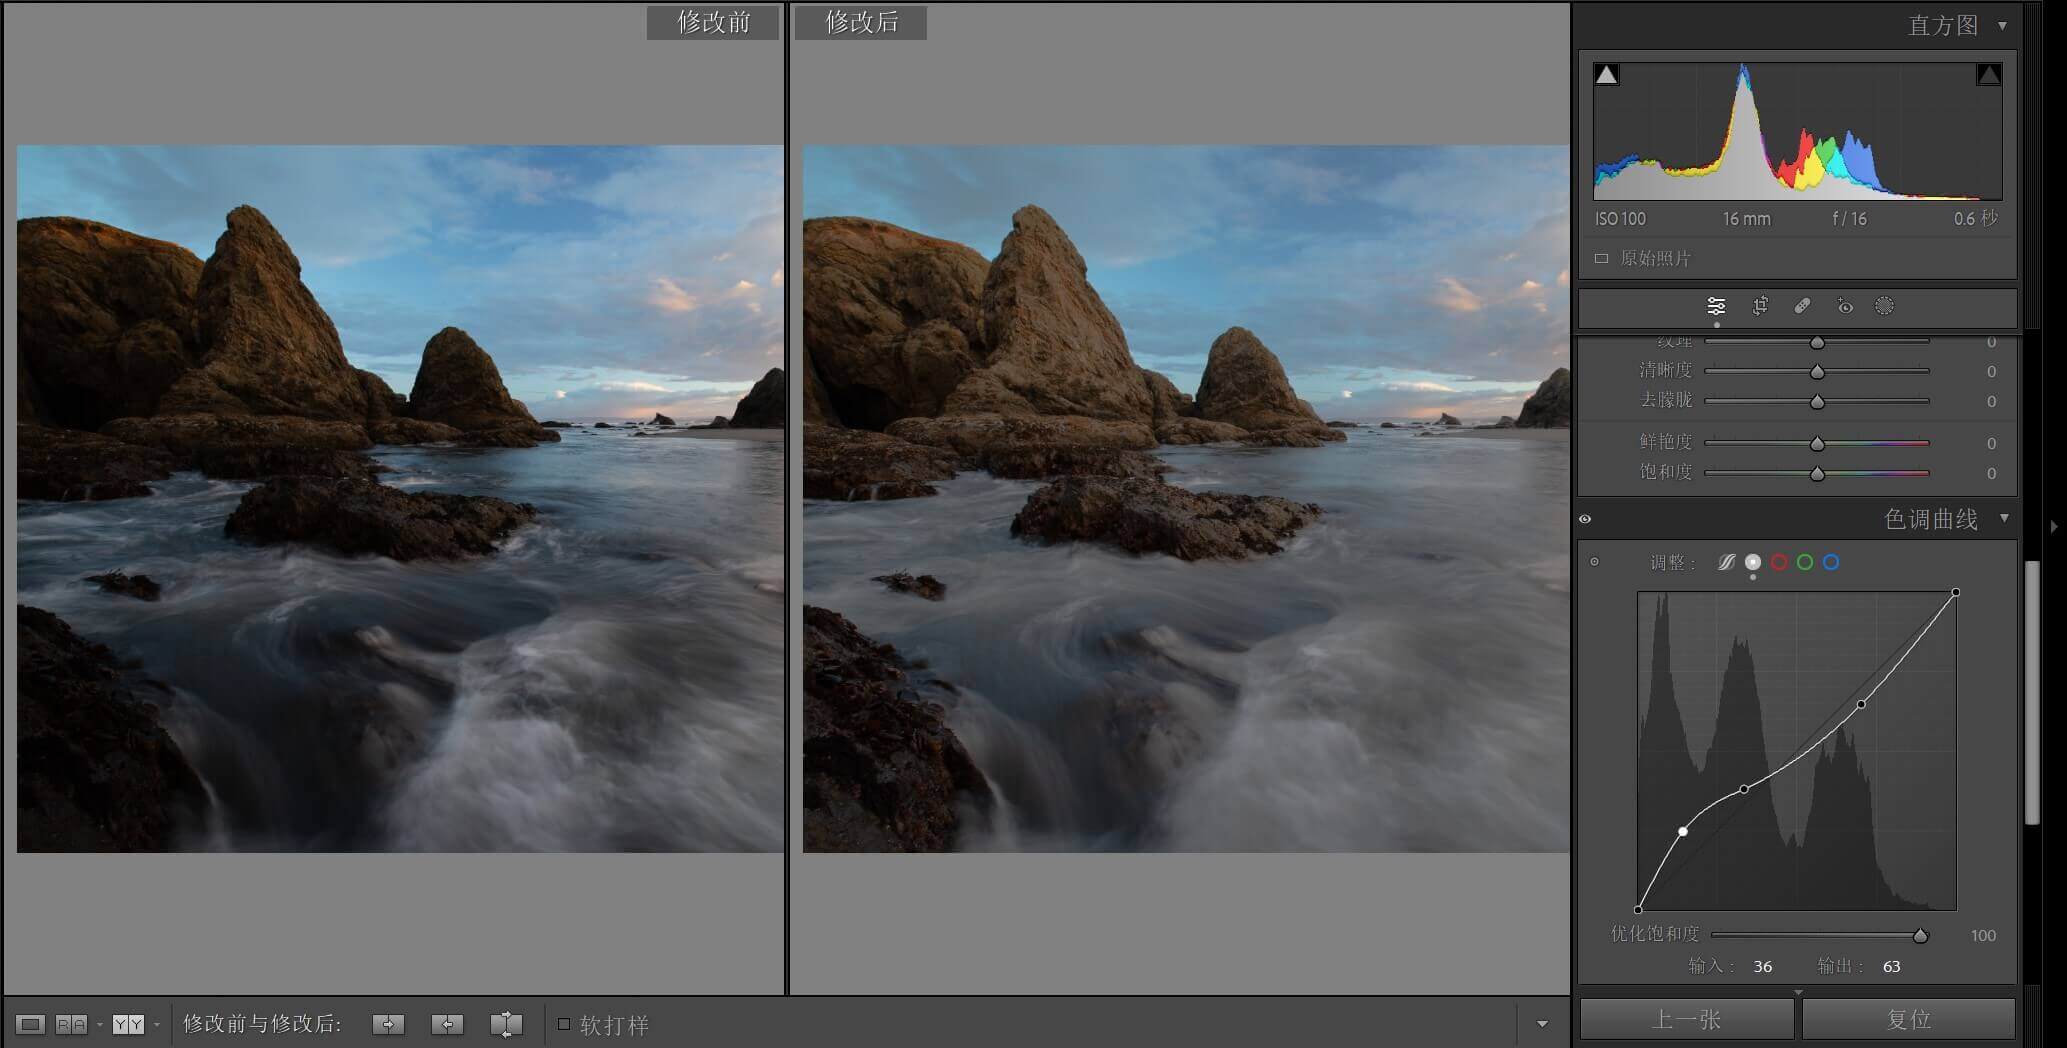 修改前
修改后
直方图
ISO 100 16 mm f / 16 0.6 秒
原始照片
纹理 0
清晰度 0
去朦胧 0
鲜艳度 0
饱和度 0
色调曲线
调整 :
优化饱和度 100
输入 : 36 输出 : 63
上一张 复位
R A Y Y 修改前与修改后: 软打样